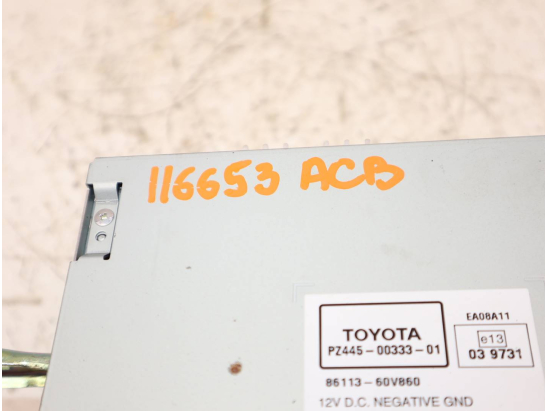 116653 ACB
EA08A11
TOYOTA
PZ445-00333-01
e13
03 9731
86113-60V860
12V D.C. NEGATIVE GND